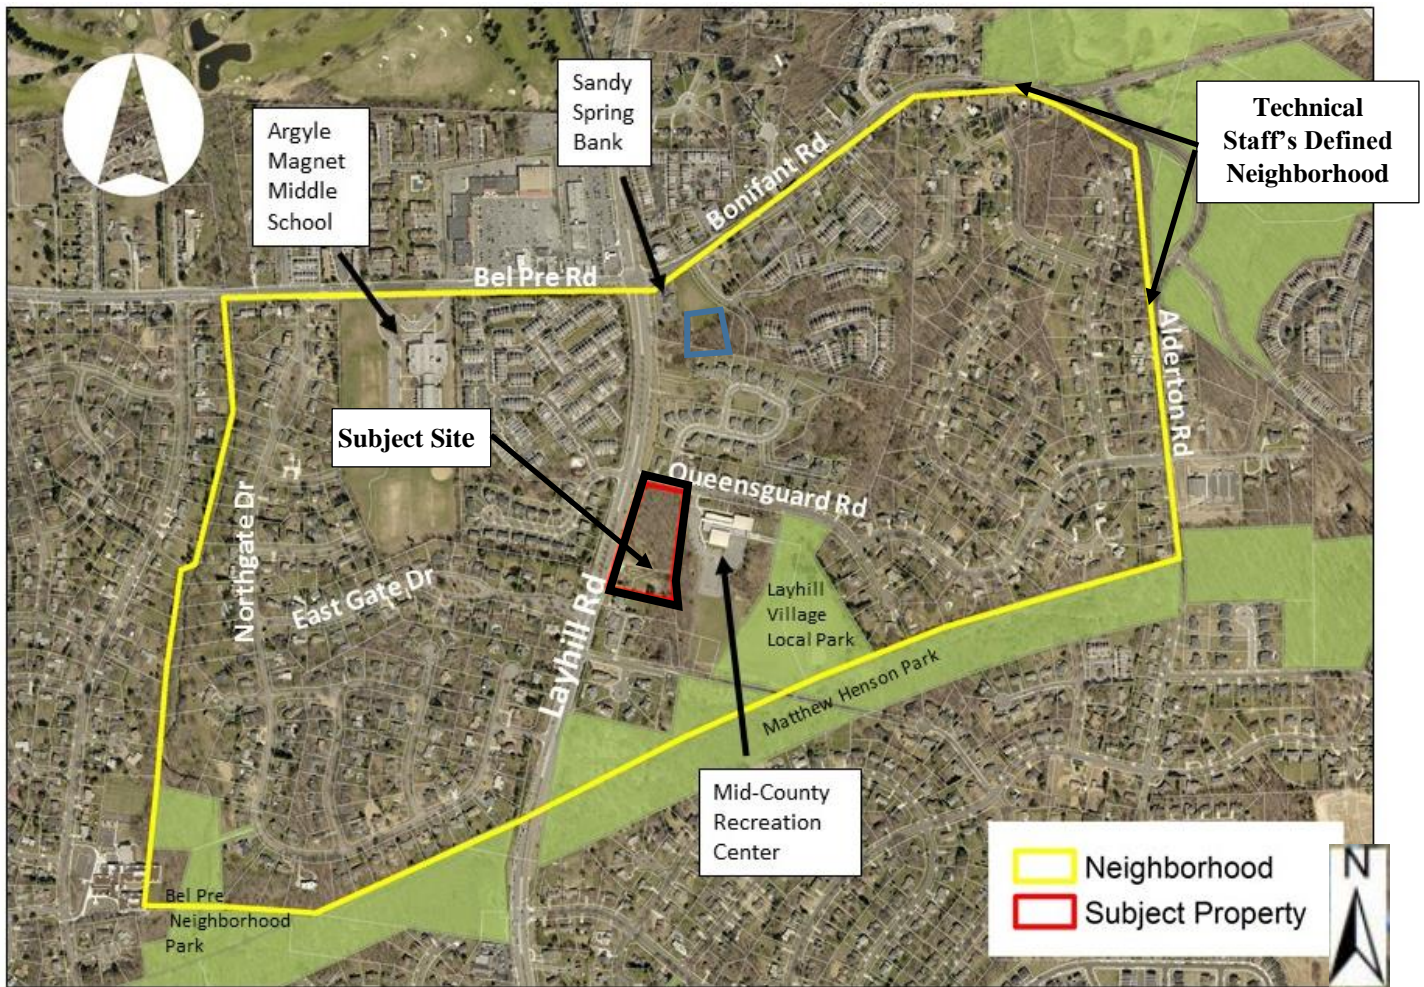 Sandy
Spring
Bank
Argyle
Magnet
Middle
School
Technical
Staff's Defined
Neighborhood
Bonifant Rd
Bel Pre Rd
Alderton Rd
Subject Site
Queensguard Rd
Northgate Dr
East Gate Dr
Layhill Rd
Layhill
Village
Local Park
Matthew Henson Park
Mid-County
Recreation
Center
Bel Pre
Neighborhood
Park
Neighborhood
Subject Property
N